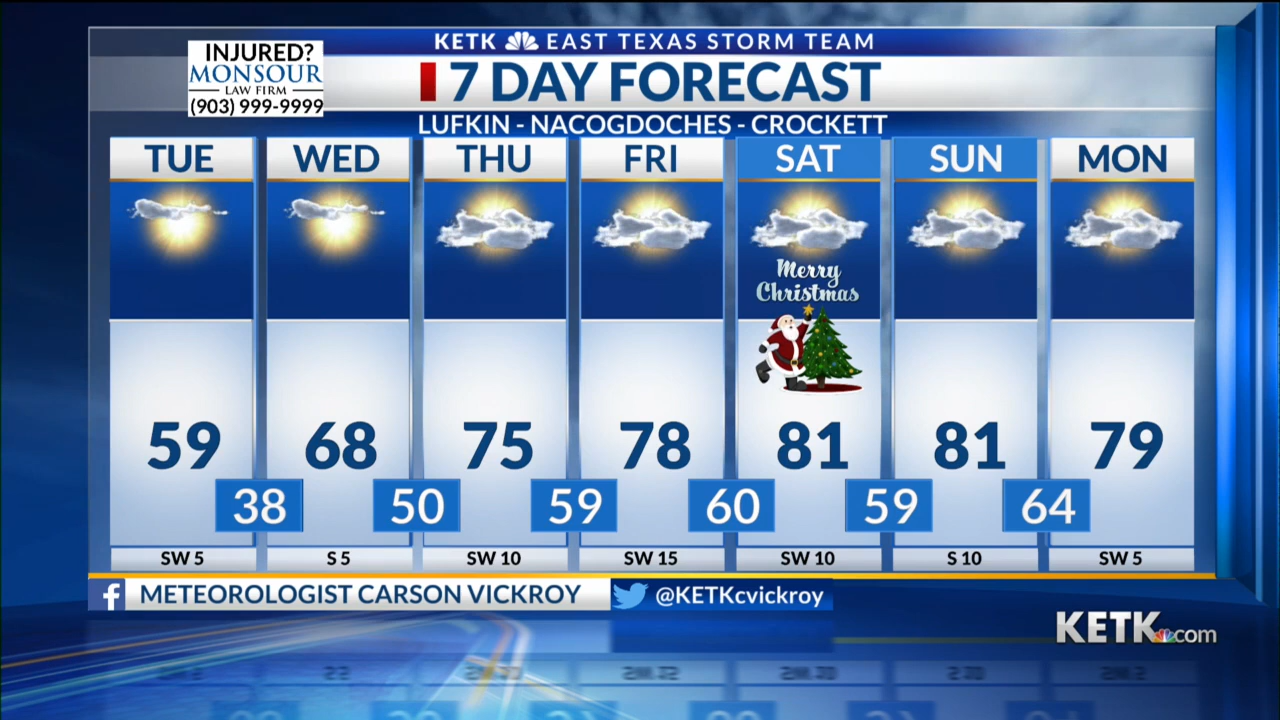 KETK EAST TEXAS STORM TEAM
INJURED?
MONSOUR
LAW FIRM
(903) 999-9999
7 DAY FORECAST
LUFKIN - NACOGDOCHES - CROCKETT
TUE WED THU FRI SAT SUN MON
Merry
Christmas
59 68 75 78 81 81 79
38 50 59 60 59 64
SW 5 S 5 SW 10 SW 15 SW 10 S 10 SW 5
f METEOROLOGIST CARSON VICKROY @KETKcvickroy
KETK.com